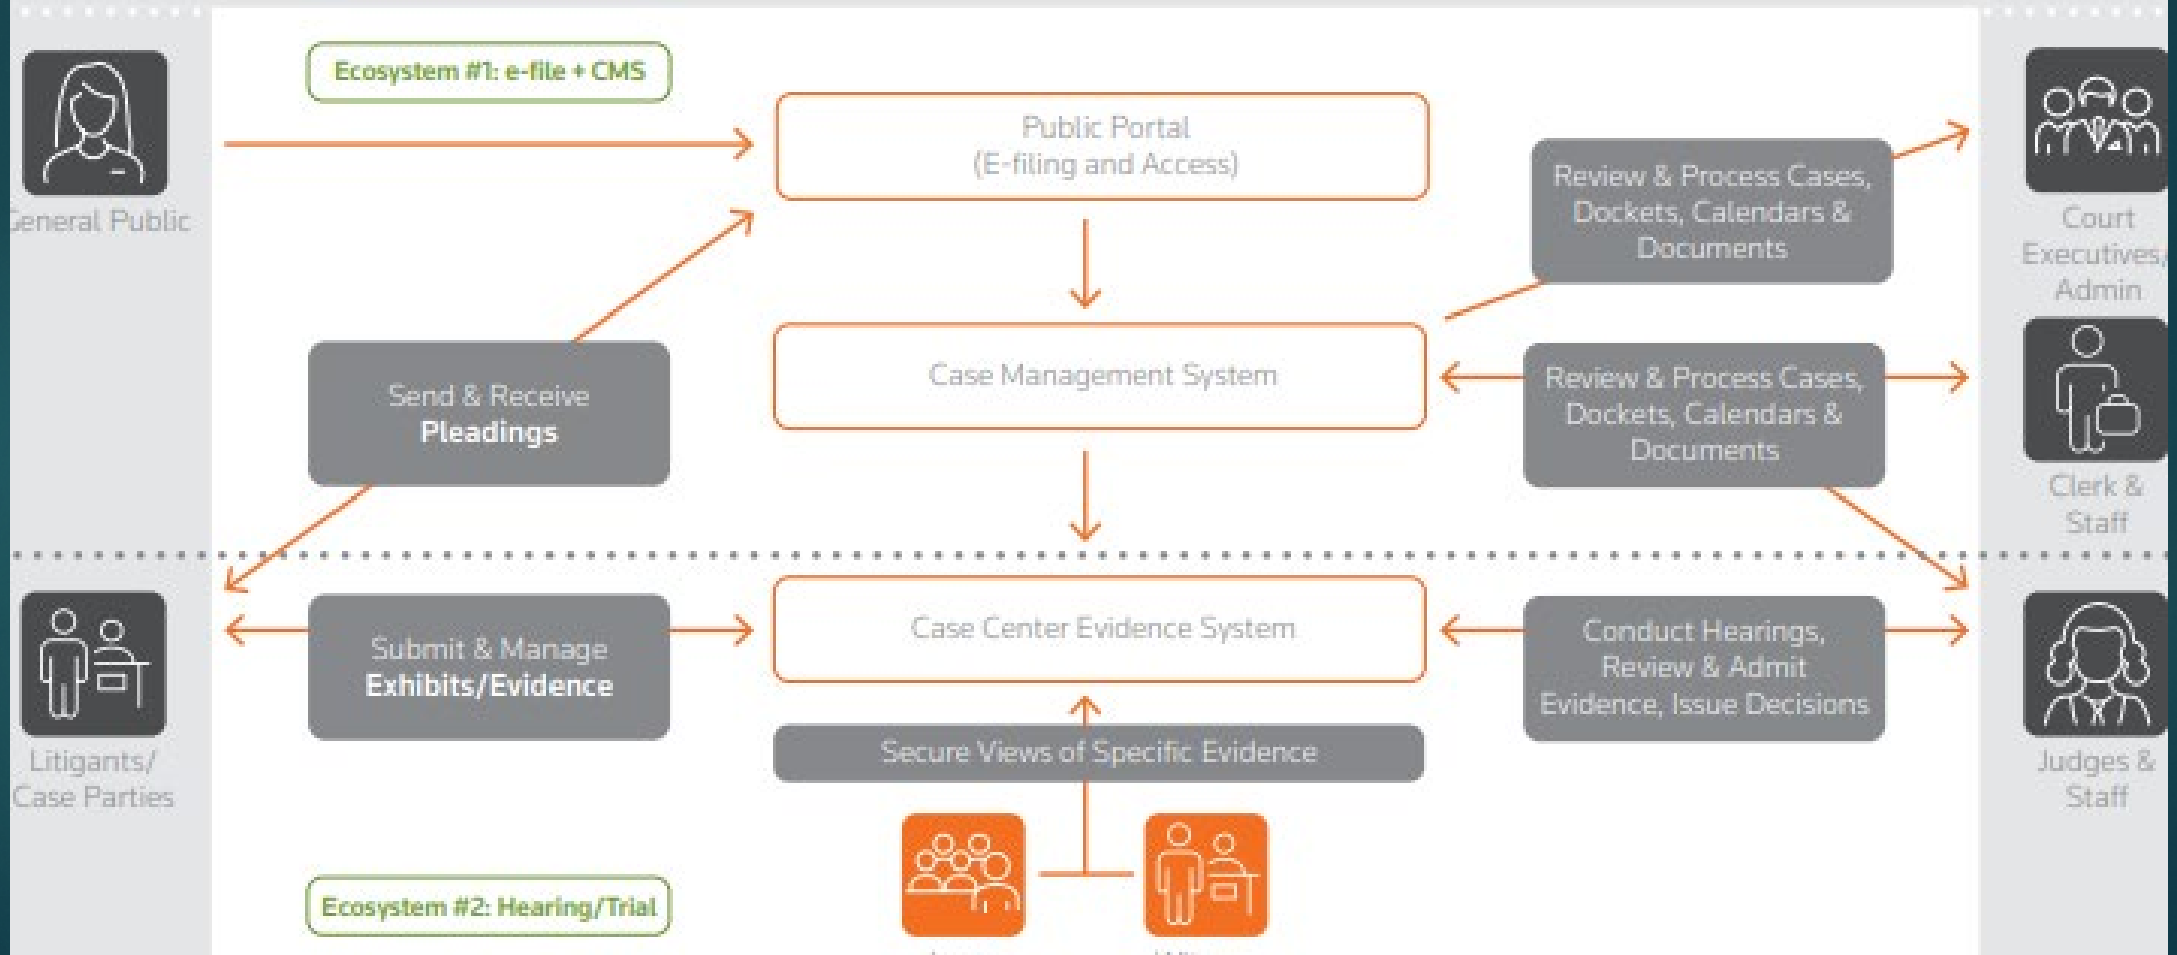 Ecosystem #1: e-file + CMS
Public Portal
(E-filing and Access)
General Public
Review & Process Cases,
Dockets, Calendars &
Documents
Court
Executives/
Admin
Send & Receive
Pleadings
Case Management System
Review & Process Cases,
Dockets, Calendars &
Documents
Clerk &
Staff
Submit & Manage
Exhibits/Evidence
Case Center Evidence System
Conduct Hearings,
Review & Admit
Evidence, Issue Decisions
Litigants/
Case Parties
Secure Views of Specific Evidence
Judges &
Staff
Ecosystem #2: Hearing/Trial